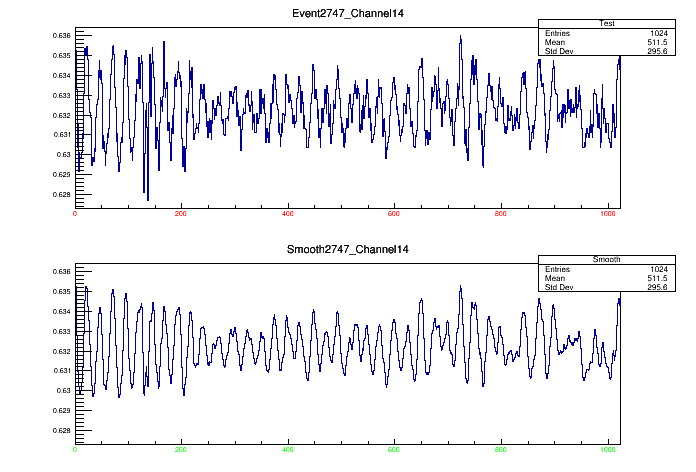 Event2747_Channel14
Test
Entries 1024
Mean 511.5
Std Dev 295.6
0.636
0.635
0.634
0.633
0.632
0.631
0.63
0.629
0.628
0 200 400 600 800 1000
Smooth2747_Channel14
Smooth
Entries 1024
Mean 511.5
Std Dev 295.6
0.636
0.635
0.634
0.633
0.632
0.631
0.63
0.629
0.628
0 200 400 600 800 1000